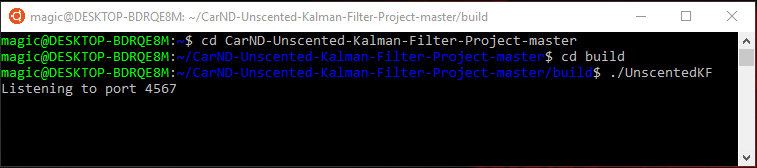 magic@DESKTOP-BDRQE8M: ~/CarND-Unscented-Kalman-Filter-Project-master/build
magic@DESKTOP-BDRQE8M:~$ cd CarND-Unscented-Kalman-Filter-Project-master
magic@DESKTOP-BDRQE8M:~/CarND-Unscented-Kalman-Filter-Project-master$ cd build
magic@DESKTOP-BDRQE8M:~/CarND-Unscented-Kalman-Filter-Project-master/build$ ./UnscentedKF
Listening to port 4567